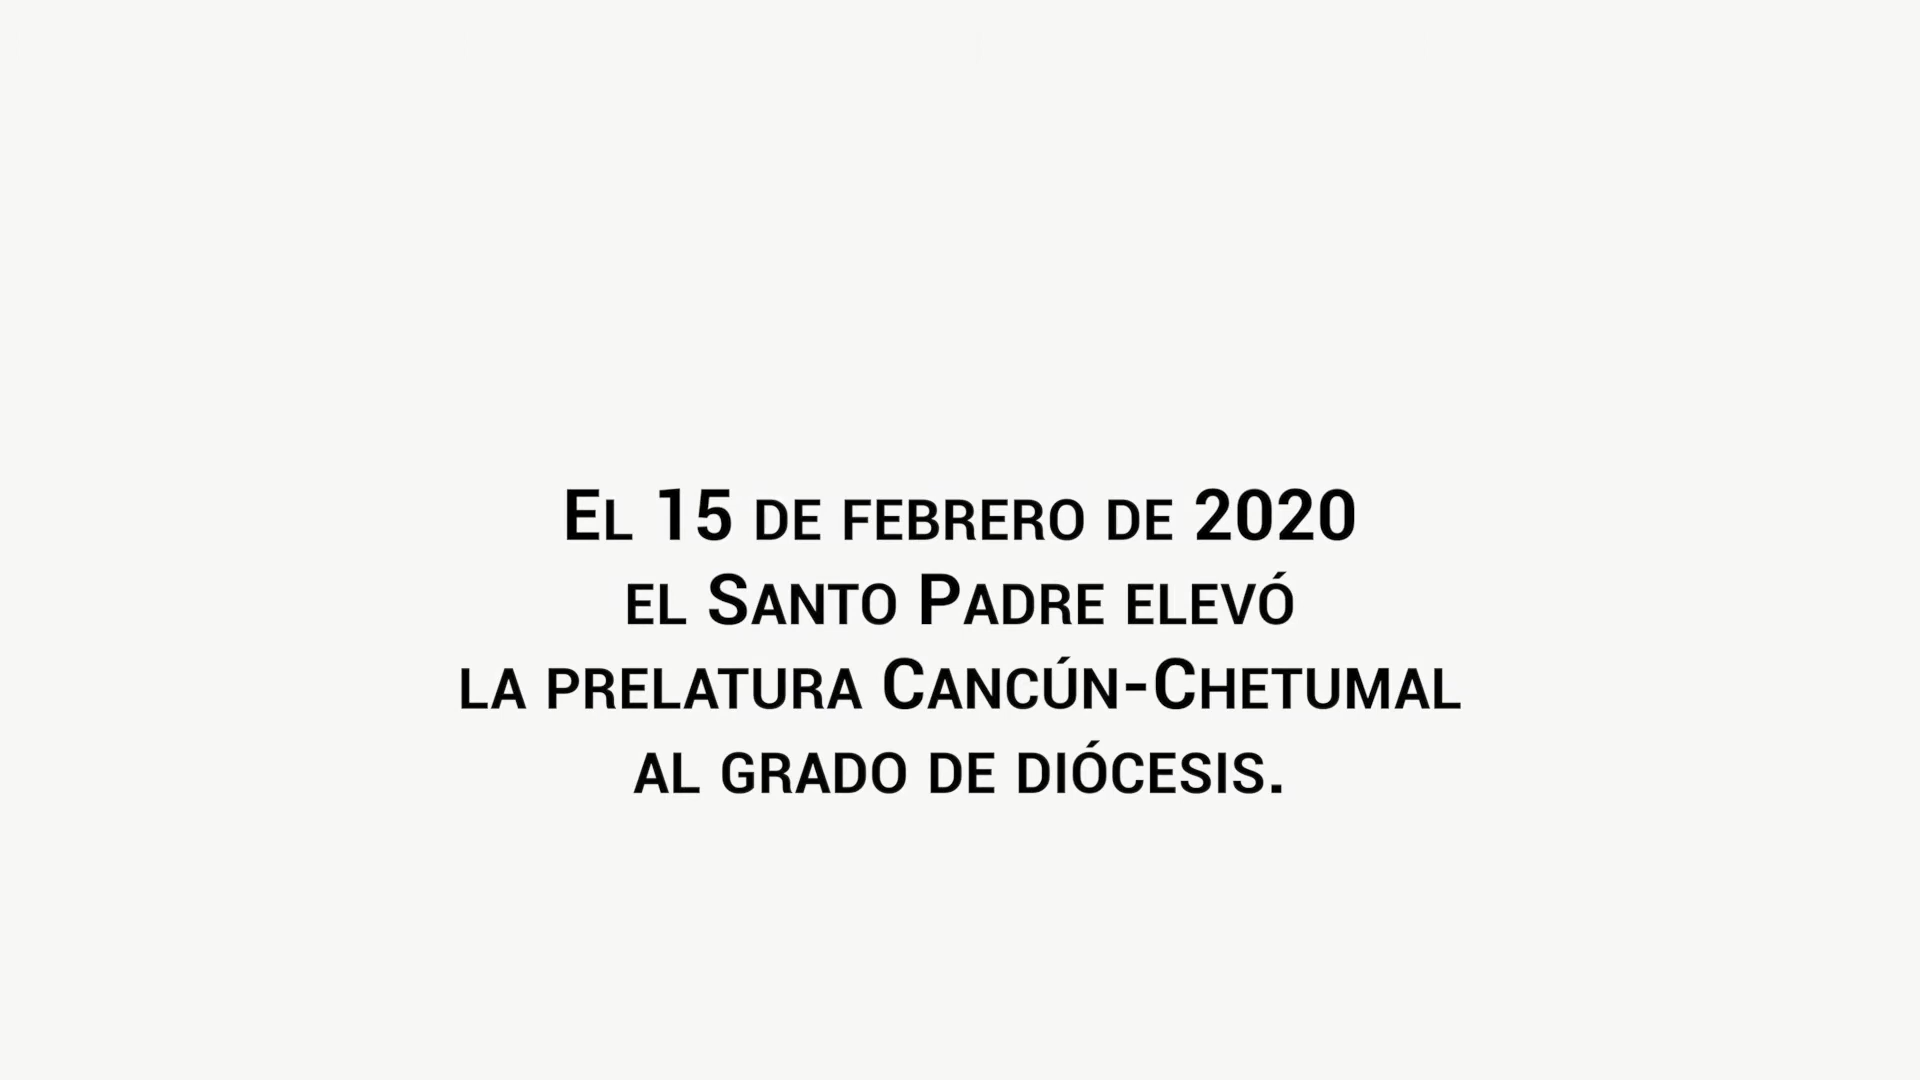 El 15 de febrero de 2020
el Santo Padre elevó
la prelatura Cancún-Chetumal
al grado de diócesis.